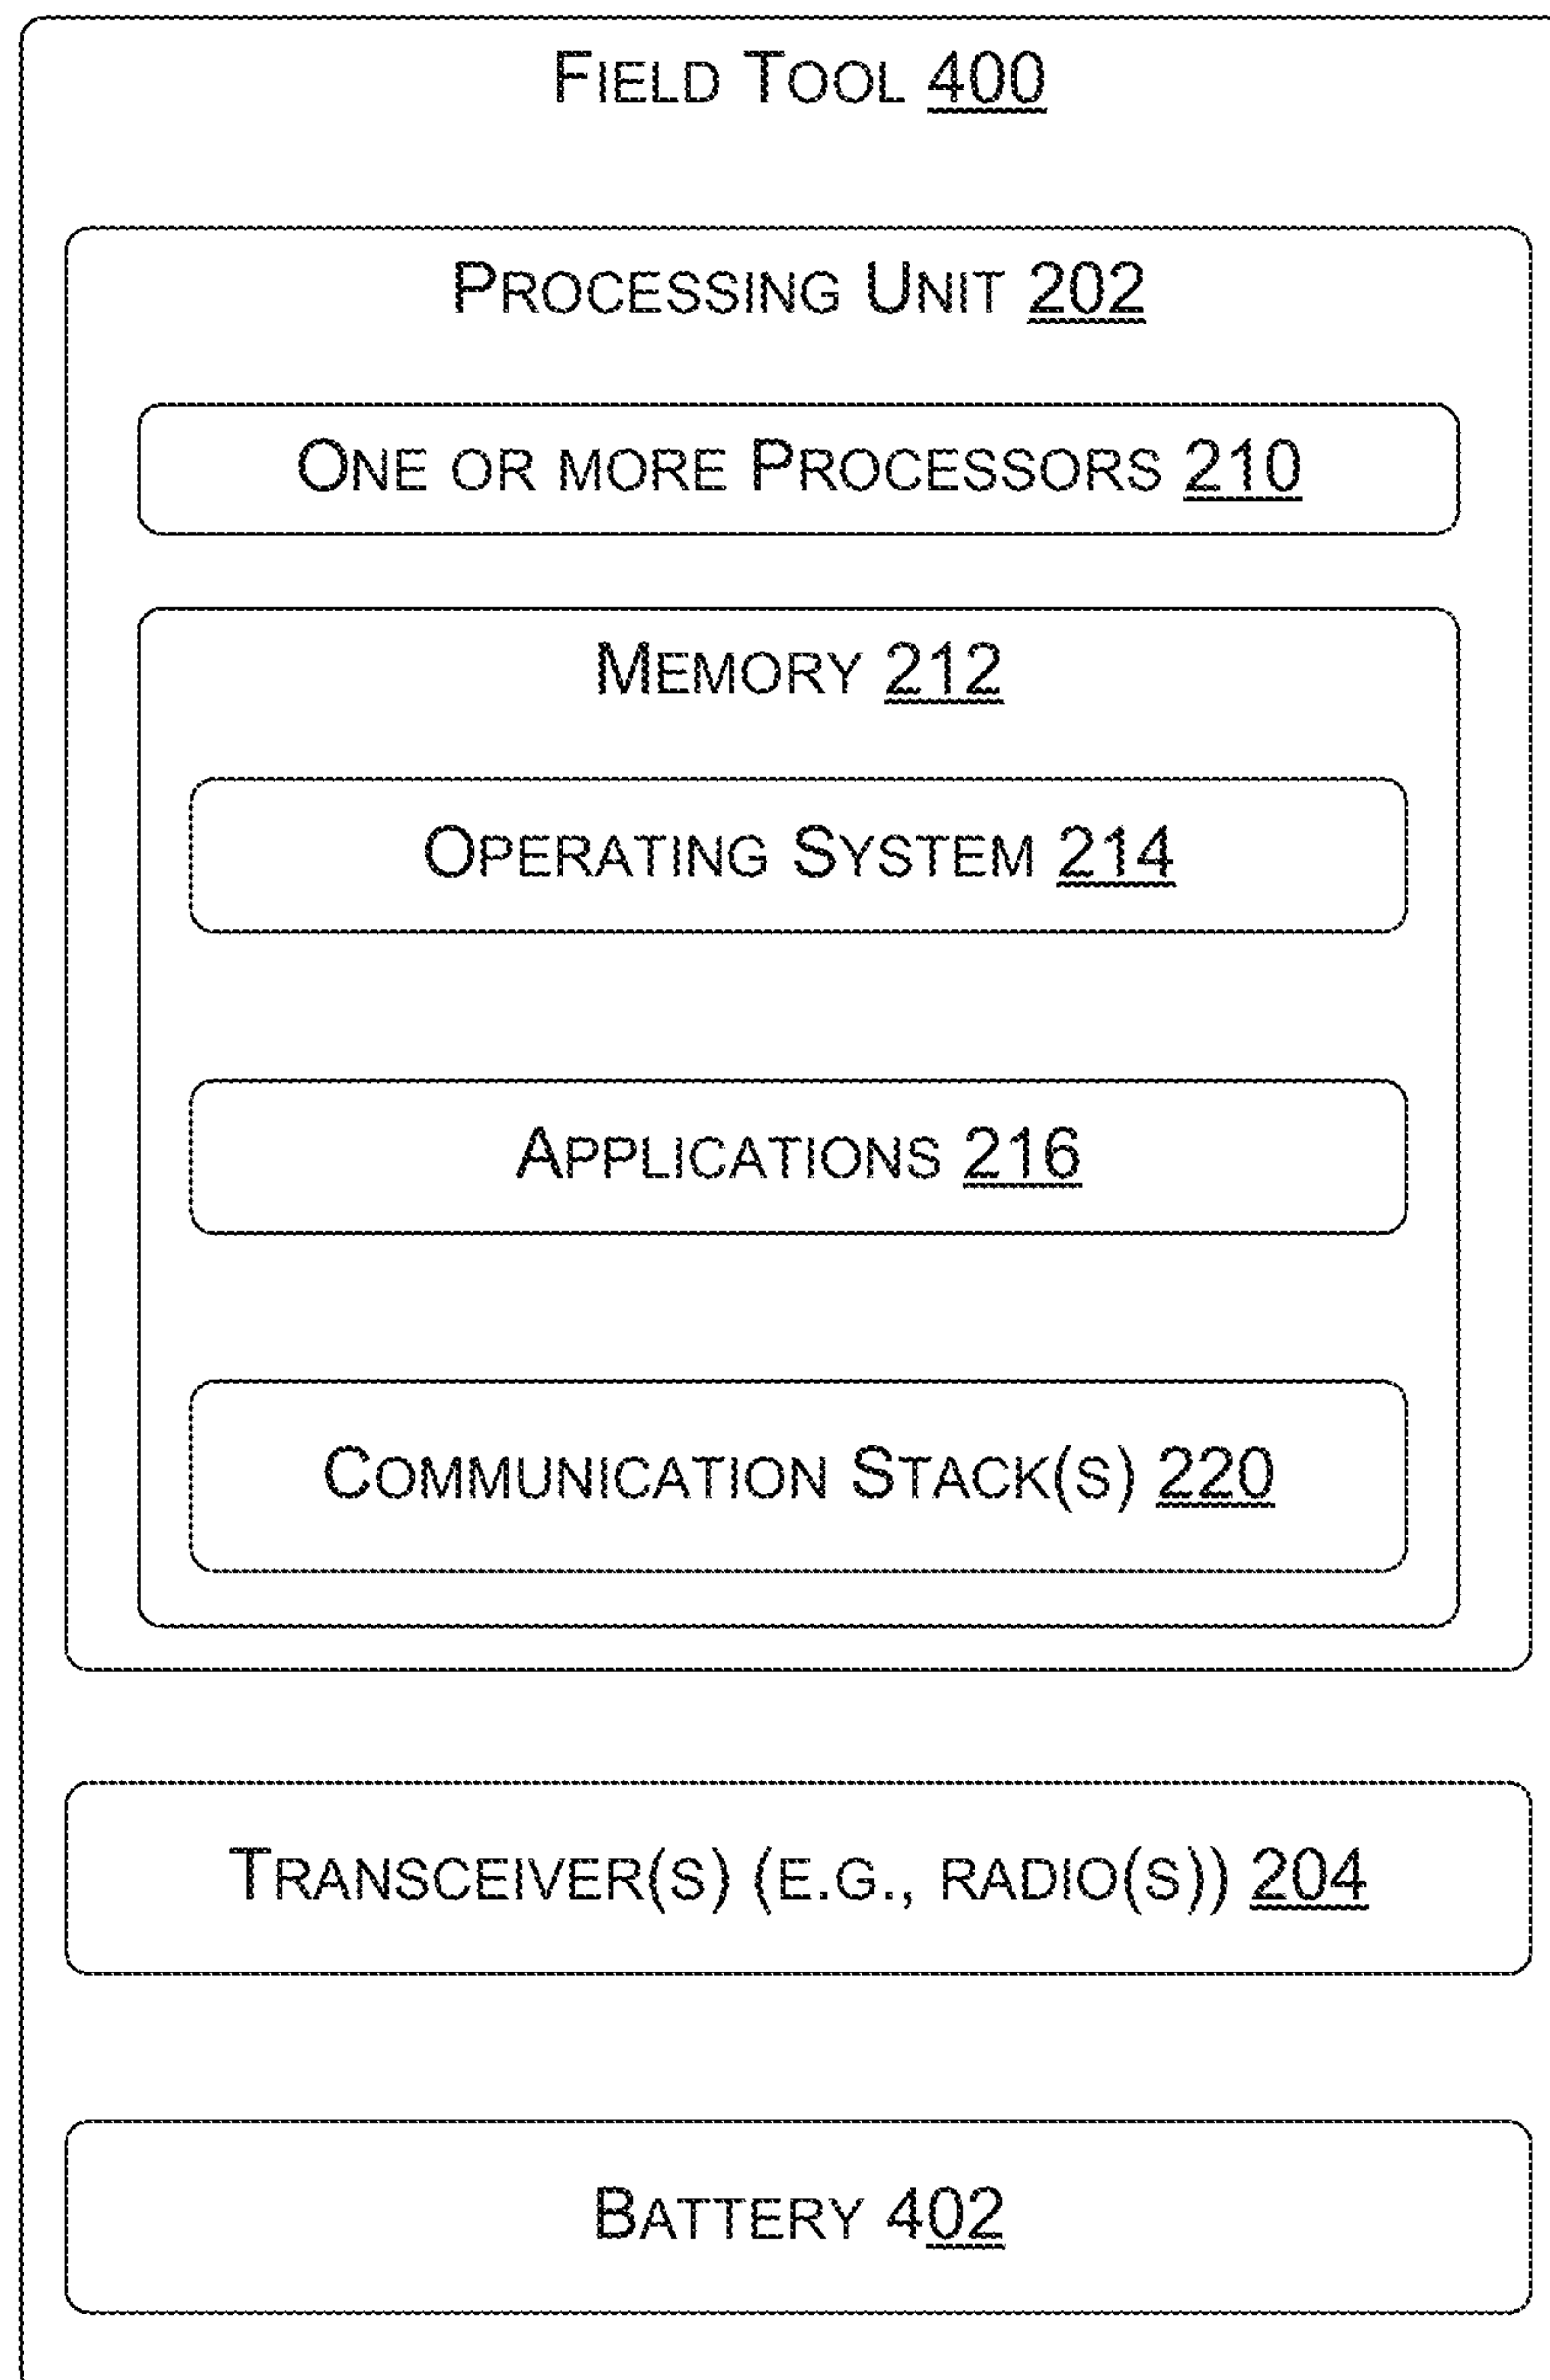 FIELD TOOL 400
PROCESSING UNIT 202
ONE OR MORE PROCESSORS 210
MEMORY 212
OPERATING SYSTEM 214
APPLICATIONS 216
COMMUNICATION STACK(S) 220
TRANSCEIVER(S) (E.G., RADIO(S)) 204
BATTERY 402